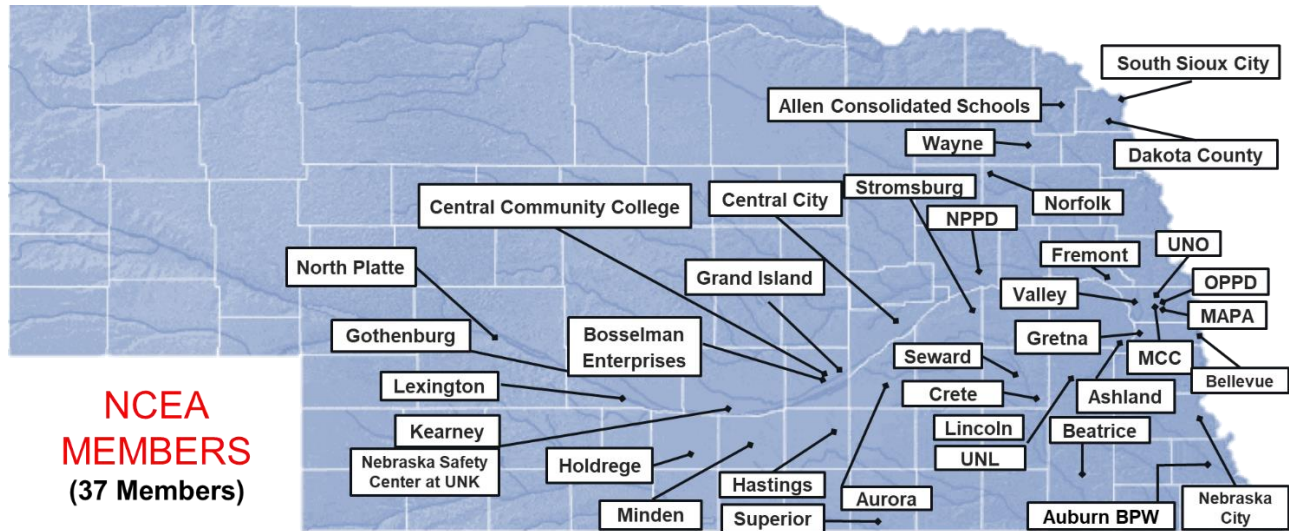 South Sioux City
Allen Consolidated Schools
Wayne
Dakota County
Stromsburg
Central City
Central Community College
Norfolk
NPPD
UNO
Fremont
North Platte
Grand Island
OPPD
Valley
MAPA
Gothenburg
Bosselman
Enterprises
Gretna
Seward
MCC
Bellevue
Lexington
Crete
Ashland
NCEA
MEMBERS
(37 Members)
Kearney
Lincoln
Beatrice
Nebraska Safety
Center at UNK
Holdrege
UNL
Hastings
Aurora
Nebraska
City
Minden
Superior
Auburn BPW